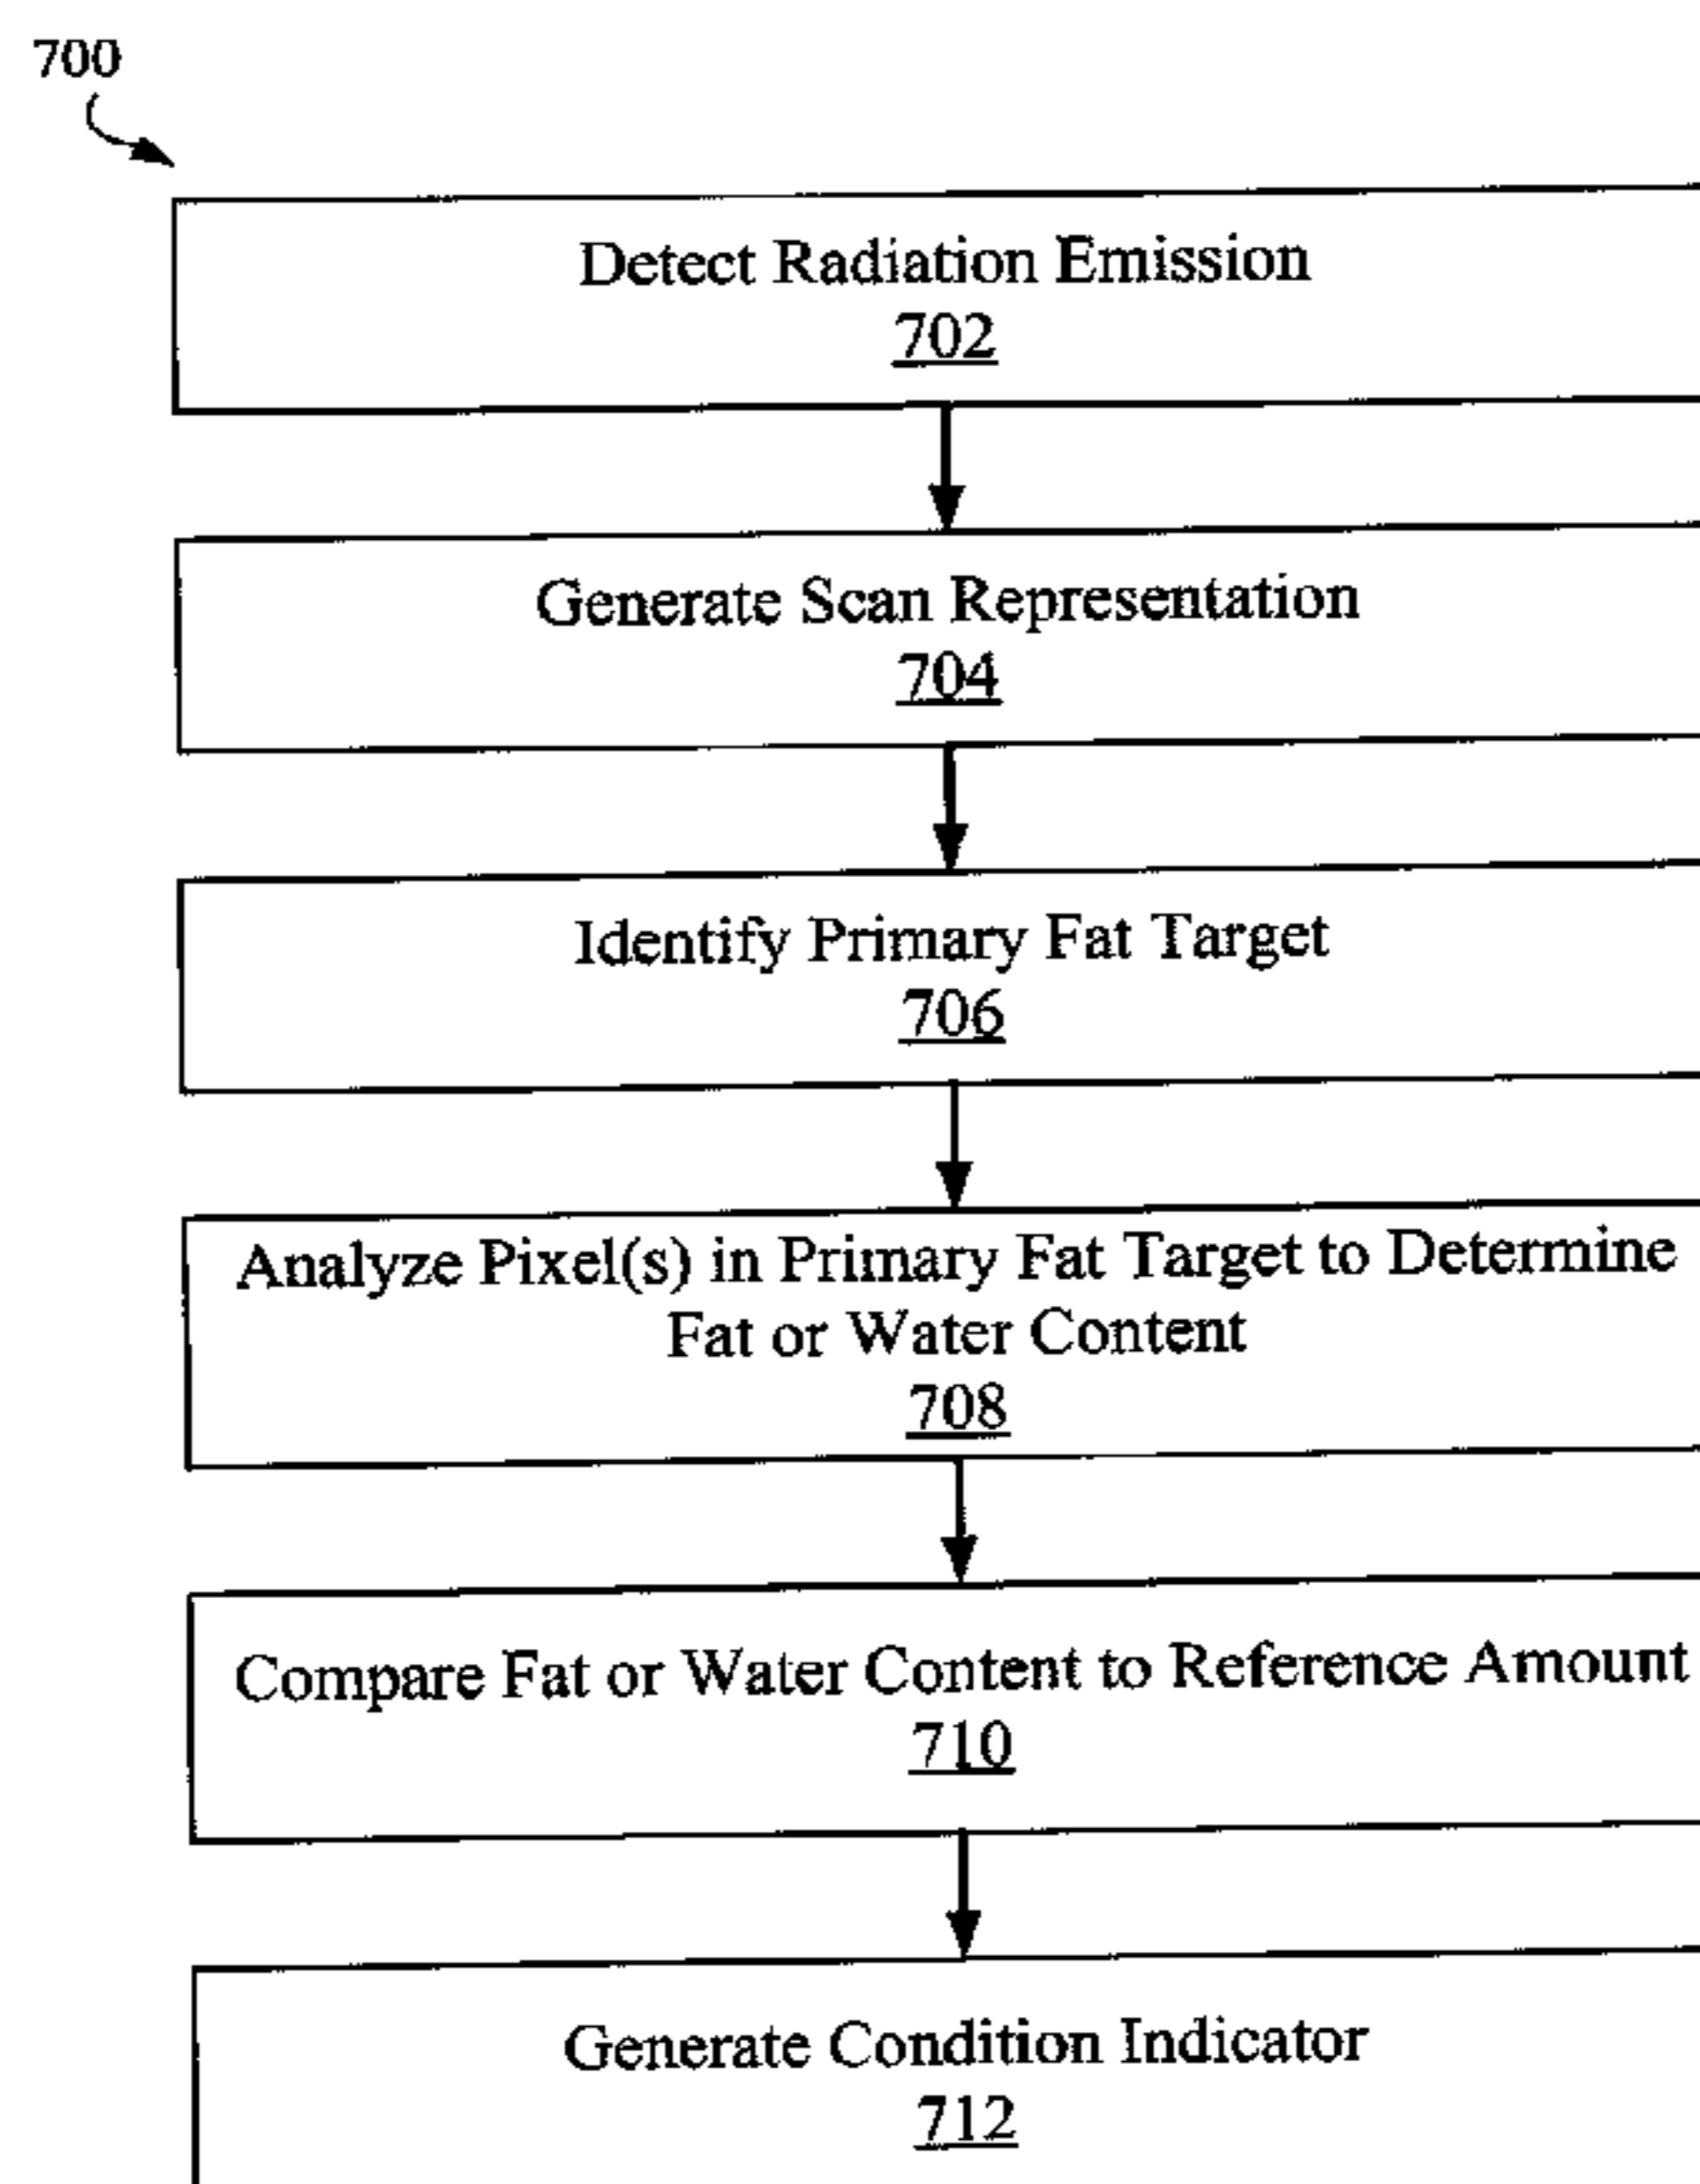 700
Detect Radiation Emission
702
Generate Scan Representation
704
Identify Primary Fat Target
706
Analyze Pixel(s) in Primary Fat Target to Determine
Fat or Water Content
708
Compare Fat or Water Content to Reference Amount
710
Generate Condition Indicator
712